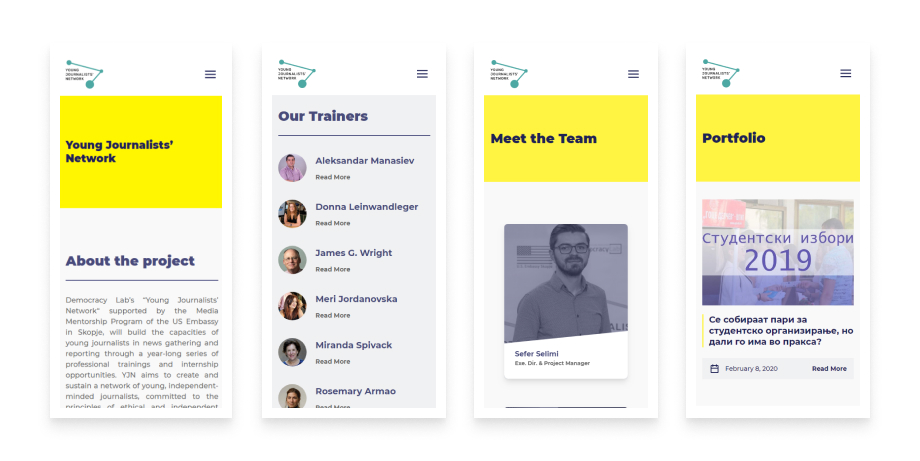 YOUNG
JOURNALISTS'
NETWORK
Young Journalists'
Network
About the project
Democracy Lab's "Young Journalists'
Network" supported by the Media
Mentorship Program of the US Embassy
in Skopje, will build the capacities of
young journalists in news gathering and
reporting through a year-long series of
professional trainings and internship
opportunities. YJN aims to create and
sustain a network of young, independent-
minded journalists, committed to the
principles of ethical and independent
YOUNG
JOURNALISTS'
NETWORK
Our Trainers
Aleksandar Manasiev
Read More
Donna Leinwandleger
Read More
James G. Wright
Read More
Meri Jordanovska
Read More
Miranda Spivack
Read More
Rosemary Armao
Read More
YOUNG
JOURNALISTS'
NETWORK
Meet the Team
Sefer Selimi
Exe. Dir. & Project Manager
YOUNG
JOURNALISTS'
NETWORK
Portfolio
Студентски избори
2019
Се собираат пари за
студентско организирање, но
дали го има во пракса?
February 8, 2020
Read More